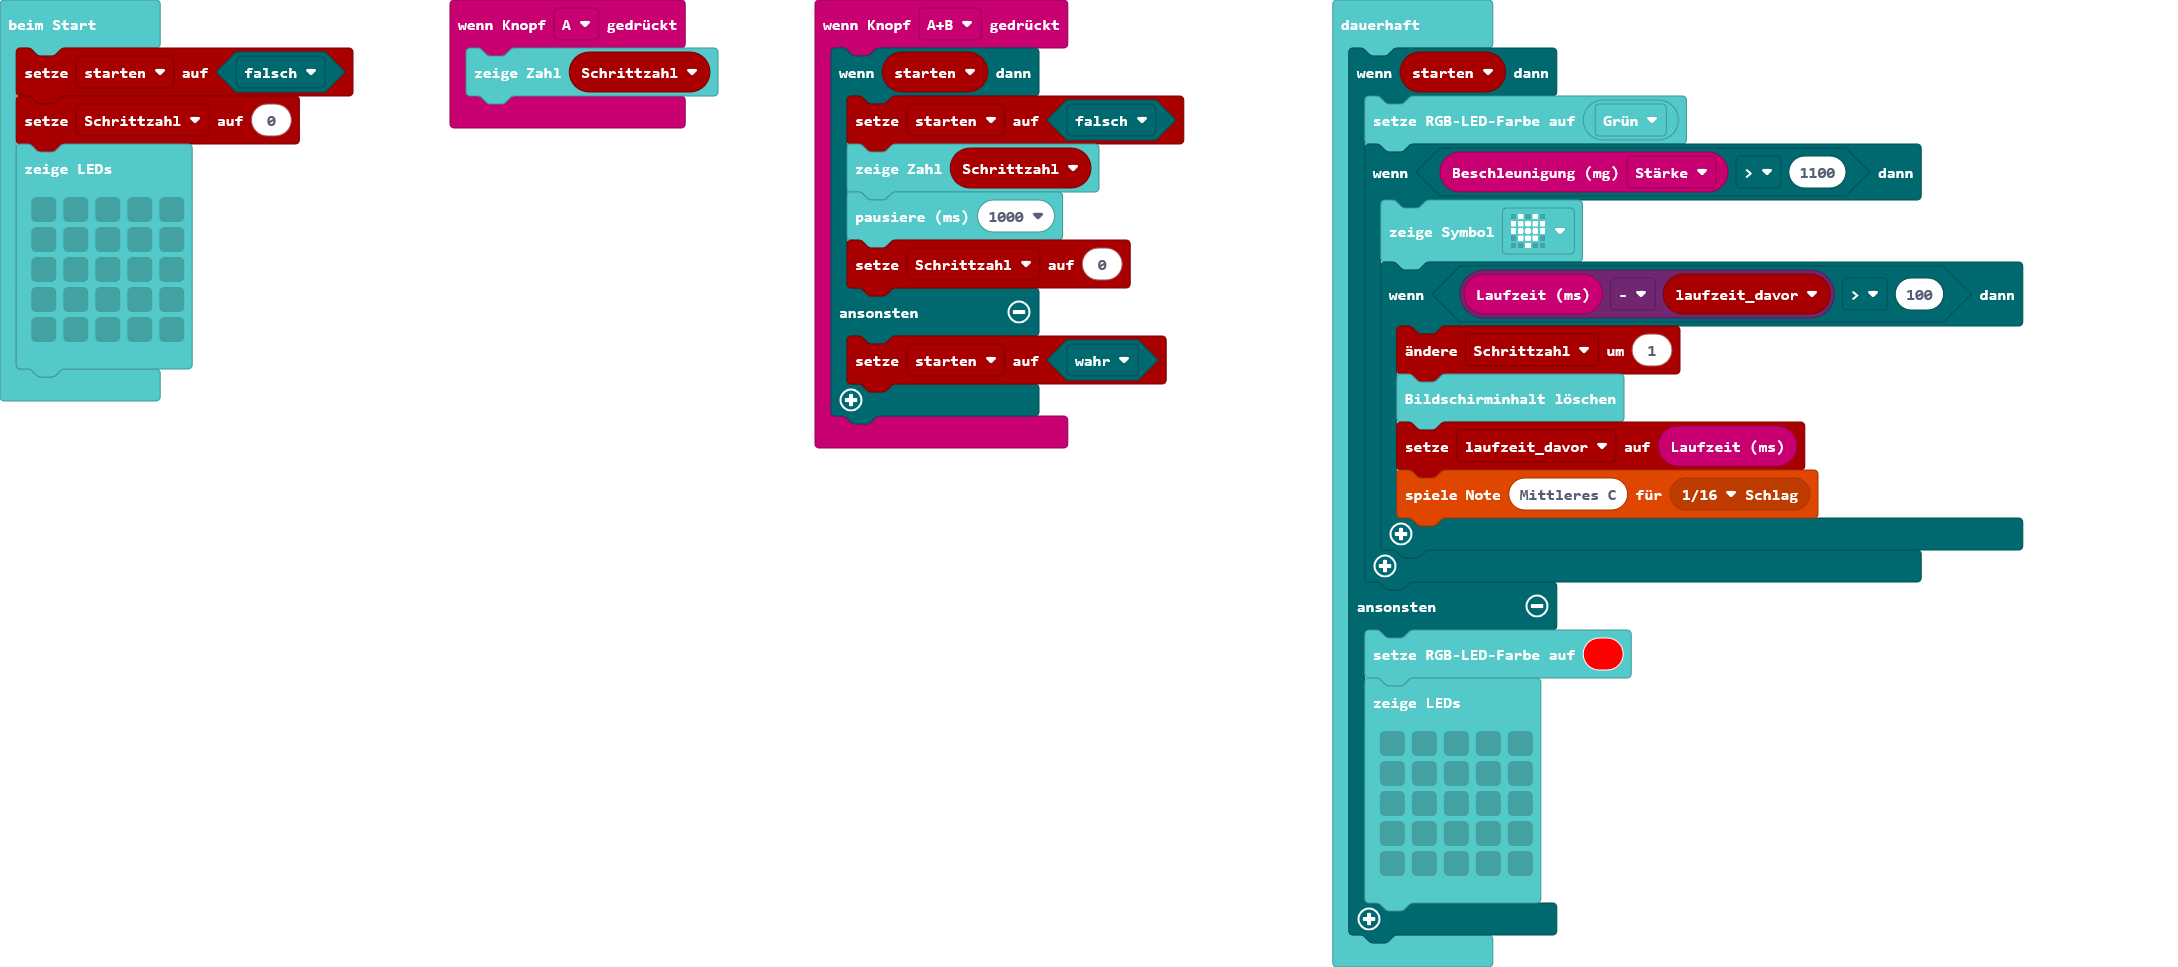 beim Start
setze starten auf falsch
setze Schrittzahl auf 0
zeige LEDs
wenn Knopf A gedrückt
zeige Zahl Schrittzahl
wenn Knopf A+B gedrückt
wenn starten dann
setze starten auf falsch
zeige Zahl Schrittzahl
pausiere (ms) 1000
setze Schrittzahl auf 0
ansonsten
setze starten auf wahr
dauerhaft
wenn starten dann
setze RGB-LED-Farbe auf Grün
wenn Beschleunigung (mg) Stärke > 1100 dann
zeige Symbol
wenn Laufzeit (ms) - laufzeit_davor > 100 dann
ändere Schrittzahl um 1
Bildschirminhalt löschen
setze laufzeit_davor auf Laufzeit (ms)
spiele Note Mittleres C für 1/16 Schlag
ansonsten
setze RGB-LED-Farbe auf
zeige LEDs